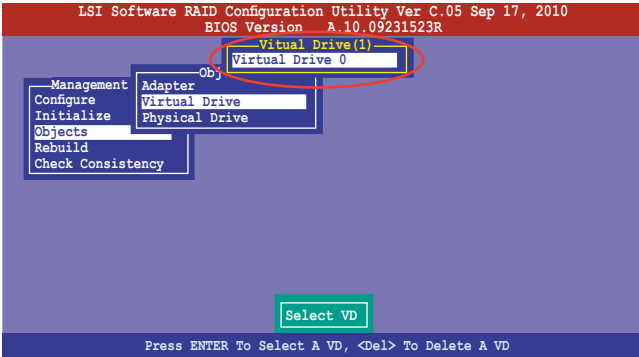 LSI Software RAID Configuration Utility Ver C.05 Sep 17, 2010
BIOS Version A.10.09231523R
Vitual Drive(1)
Virtual Drive 0
Obj
Adapter
Virtual Drive
Physical Drive
Management
Configure
Initialize
Objects
Rebuild
Check Consistency
Select VD
Press ENTER To Select A VD, <Del> To Delete A VD